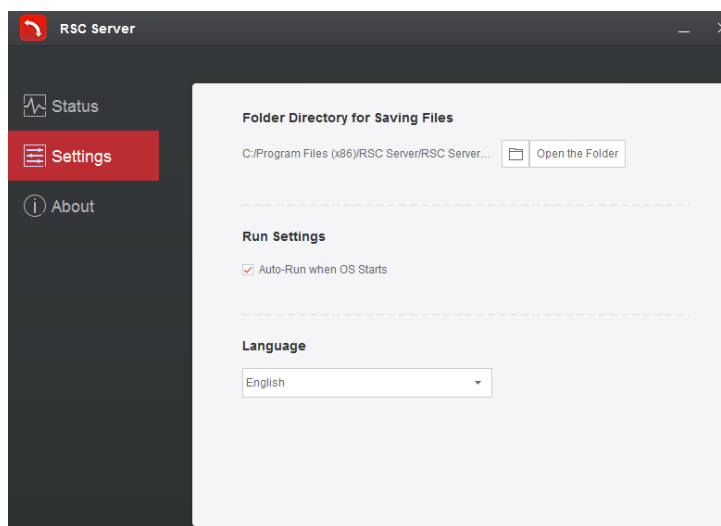 RSC Server
Status
Settings
About
Folder Directory for Saving Files
C:/Program Files (x86)/RSC Server/RSC Server...
Open the Folder
Run Settings
Auto-Run when OS Starts
Language
English